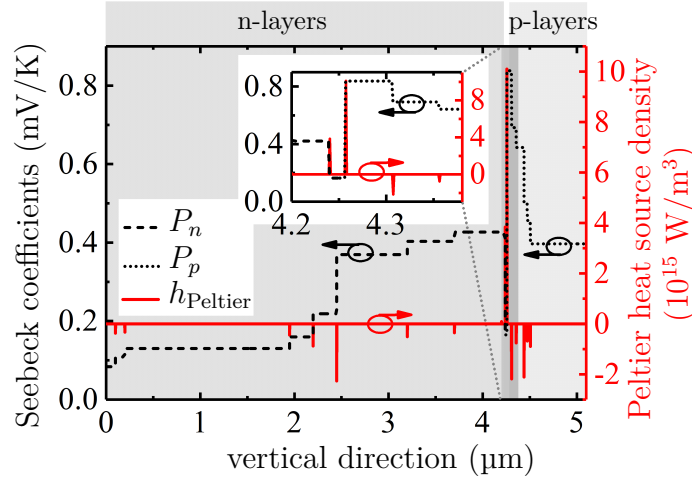 n-layers
p-layers
Seebeck coefficients (mV/K)
0.8
0.6
0.4
0.2
0.0
0.8
0.4
0.0
4.2
4.3
8
4
0
P_n
P_p
h_Peltier
10
8
6
4
2
0
-2
Peltier heat source density
(10^15 W/m^3)
0
1
2
3
4
5
vertical direction (µm)